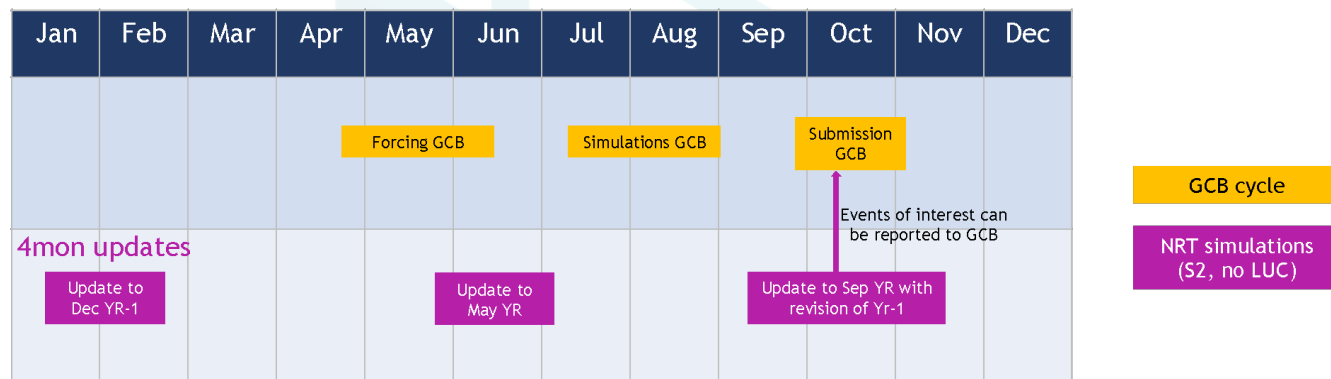 Jan Feb Mar Apr May Jun Jul Aug Sep Oct Nov Dec
Forcing GCB
Simulations GCB
Submission
GCB
Events of interest can
be reported to GCB
4mon updates
Update to
Dec YR-1
Update to
May YR
Update to Sep YR with
revision of Yr-1
GCB cycle
NRT simulations
(S2, no LUC)